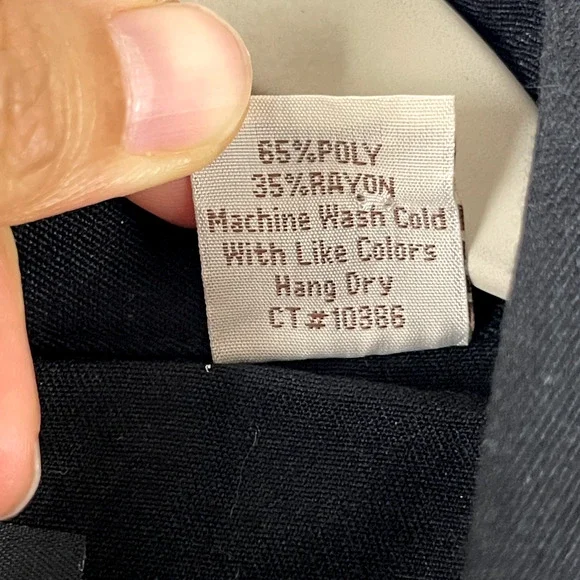 65%POLY
35%RAYON
Machine Wash Cold
With Like Colors
Hang Dry
CT#10386